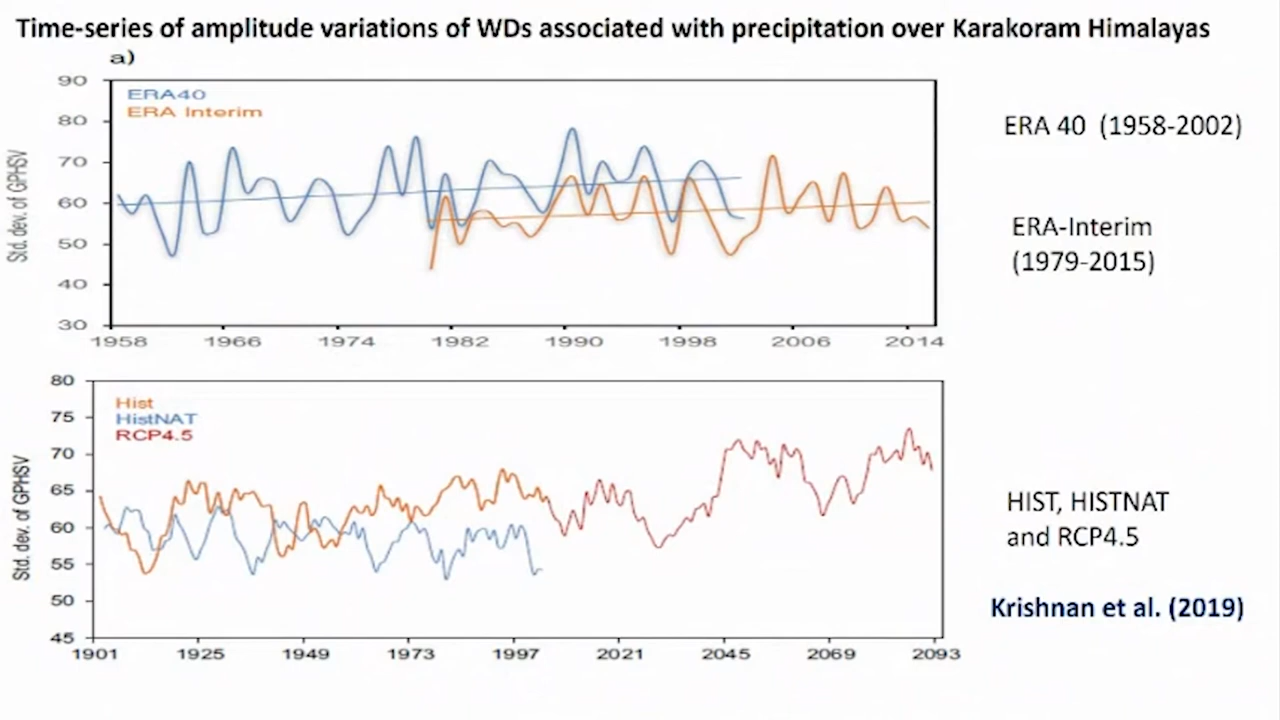 Time-series of amplitude variations of WDs associated with precipitation over Karakoram Himalayas
a)
90
80
70
60
50
40
30
Std. dev. of GPHSV
ERA40
ERA Interim
1958 1966 1974 1982 1990 1998 2006 2014
ERA 40 (1958-2002)
ERA-Interim
(1979-2015)
80
75
70
65
60
55
50
45
Std. dev. of GPHSV
Hist
HistNAT
RCP4.5
1901 1925 1949 1973 1997 2021 2045 2069 2093
HIST, HISTNAT
and RCP4.5
Krishnan et al. (2019)